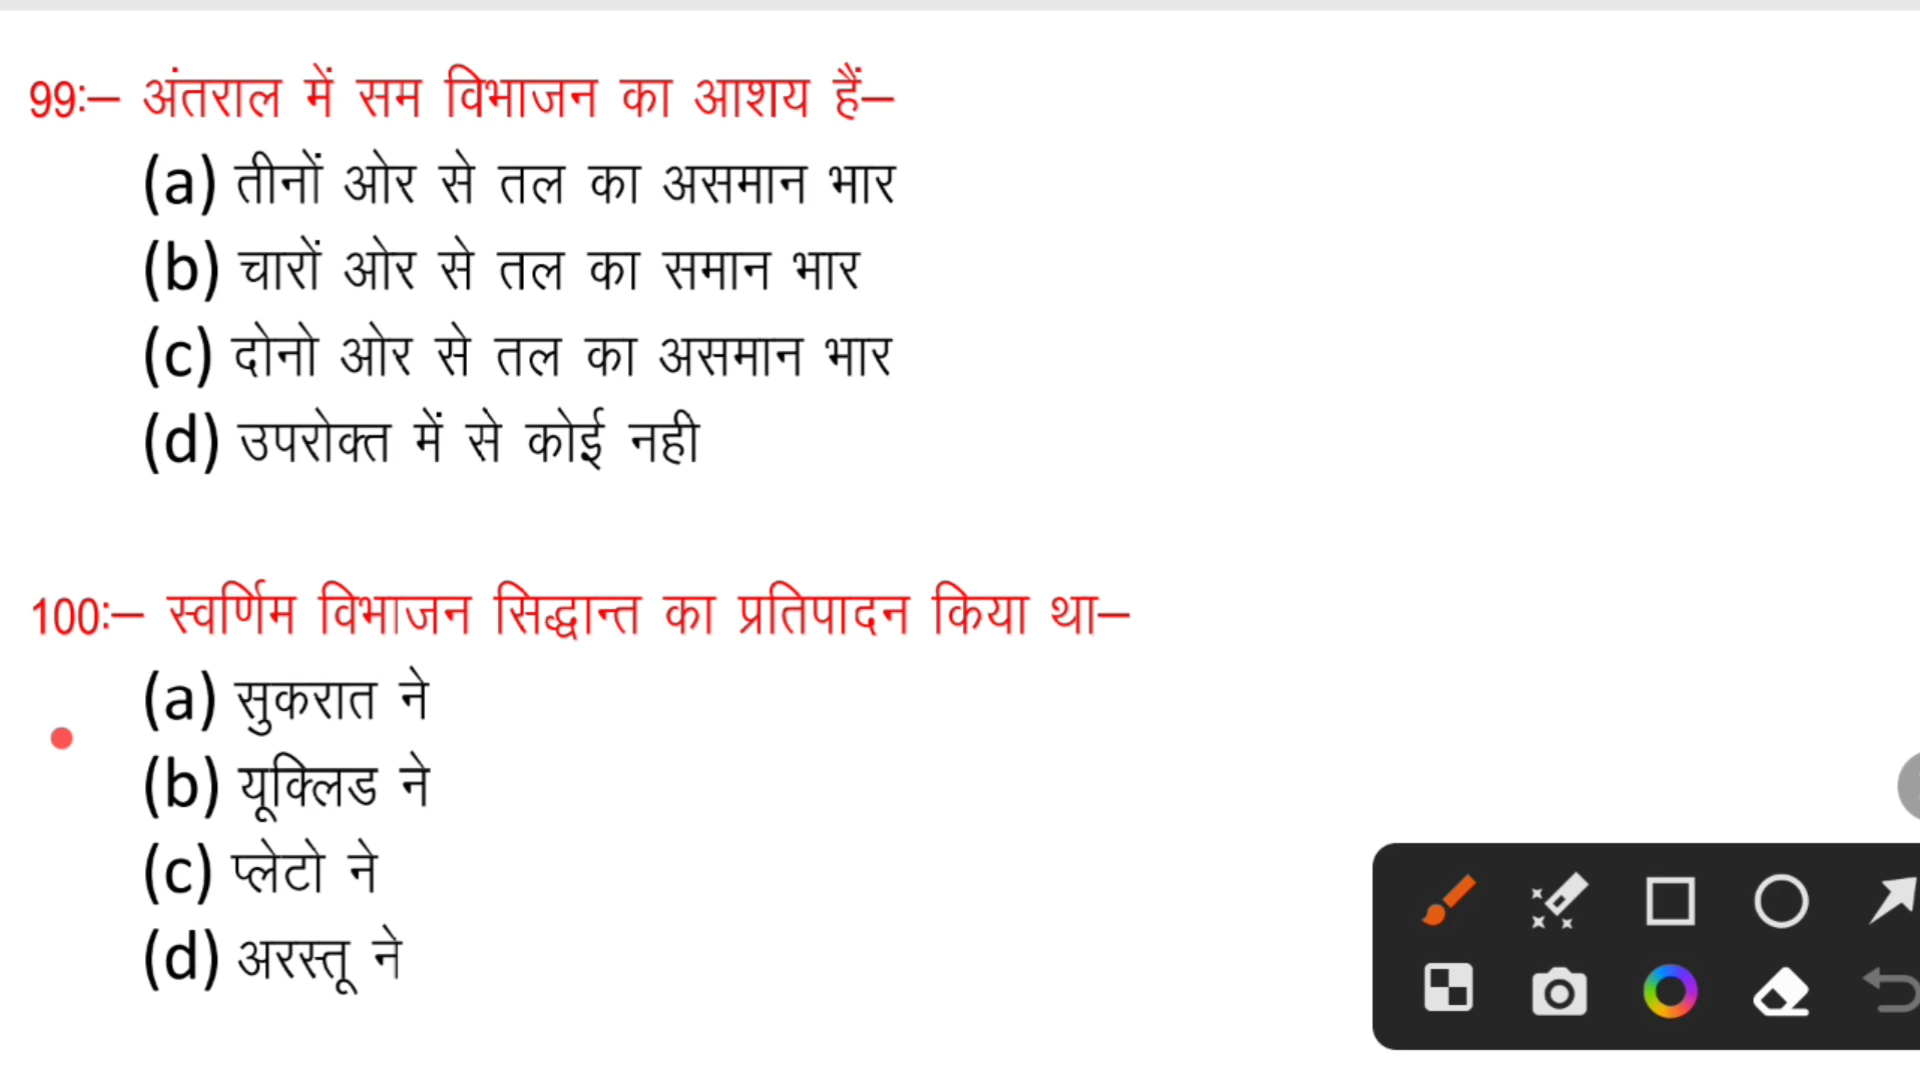 99:– अंतराल में सम विभाजन का आशय हैं–
(a) तीनों ओर से तल का असमान भार
(b) चारों ओर से तल का समान भार
(c) दोनो ओर से तल का असमान भार
(d) उपरोक्त में से कोई नही
100:– स्वर्णिम विभाजन सिद्धान्त का प्रतिपादन किया था–
(a) सुकरात ने
(b) यूक्लिड ने
(c) प्लेटो ने
(d) अरस्तू ने